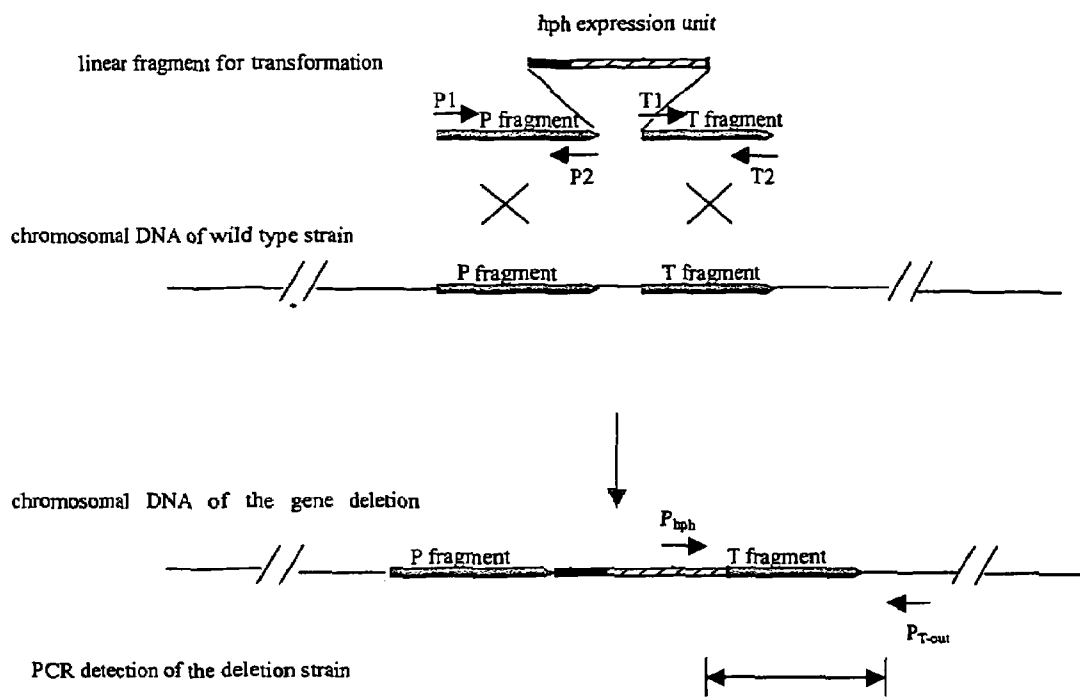 hph expression unit
linear fragment for transformation
P1
T1
P fragment
T fragment
P2
T2
chromosomal DNA of wild type strain
P fragment
T fragment
chromosomal DNA of the gene deletion
Phph
P fragment
T fragment
PT-out
PCR detection of the deletion strain